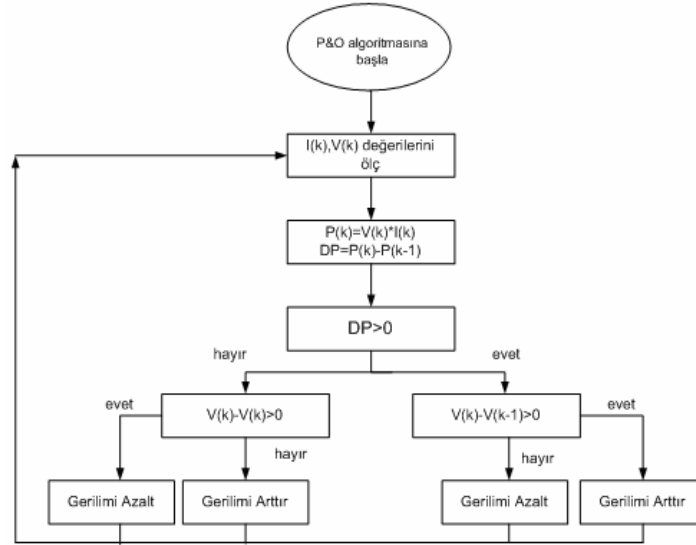 P&O algoritmasına
başla
I(k),V(k) değerilerini
ölç
P(k)=V(k)*I(k)
DP=P(k)-P(k-1)
DP>0
hayır
evet
evet
V(k)-V(k)>0
hayır
V(k)-V(k-1)>0
evet
hayır
Gerilimi Azalt
Gerilimi Arttır
Gerilimi Azalt
Gerilimi Arttır